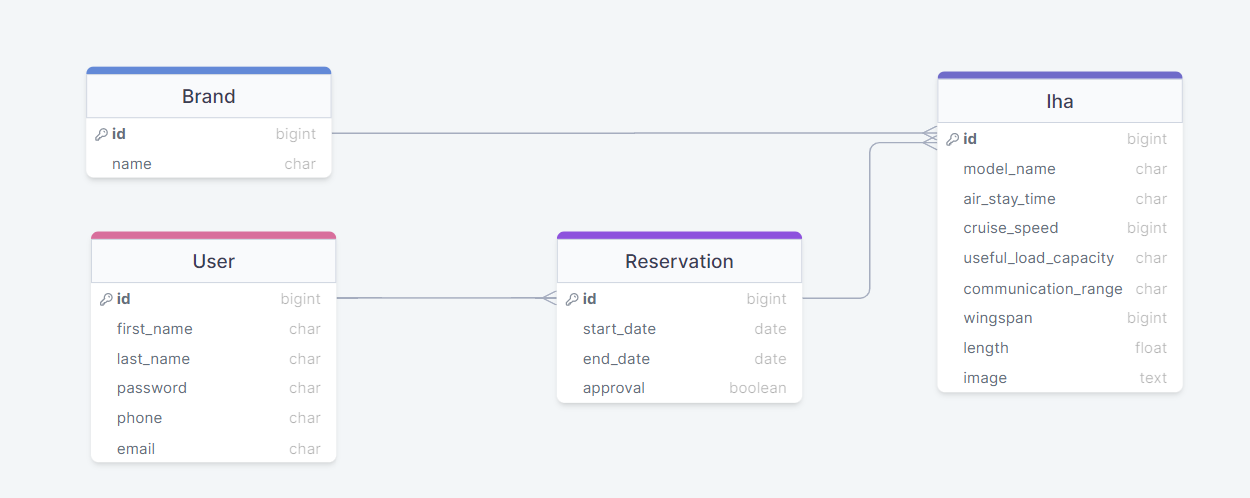 Brand
id bigint
name char
User
id bigint
first_name char
last_name char
password char
phone char
email char
Reservation
id bigint
start_date date
end_date date
approval boolean
Iha
id bigint
model_name char
air_stay_time char
cruise_speed bigint
useful_load_capacity char
communication_range char
wingspan bigint
length float
image text